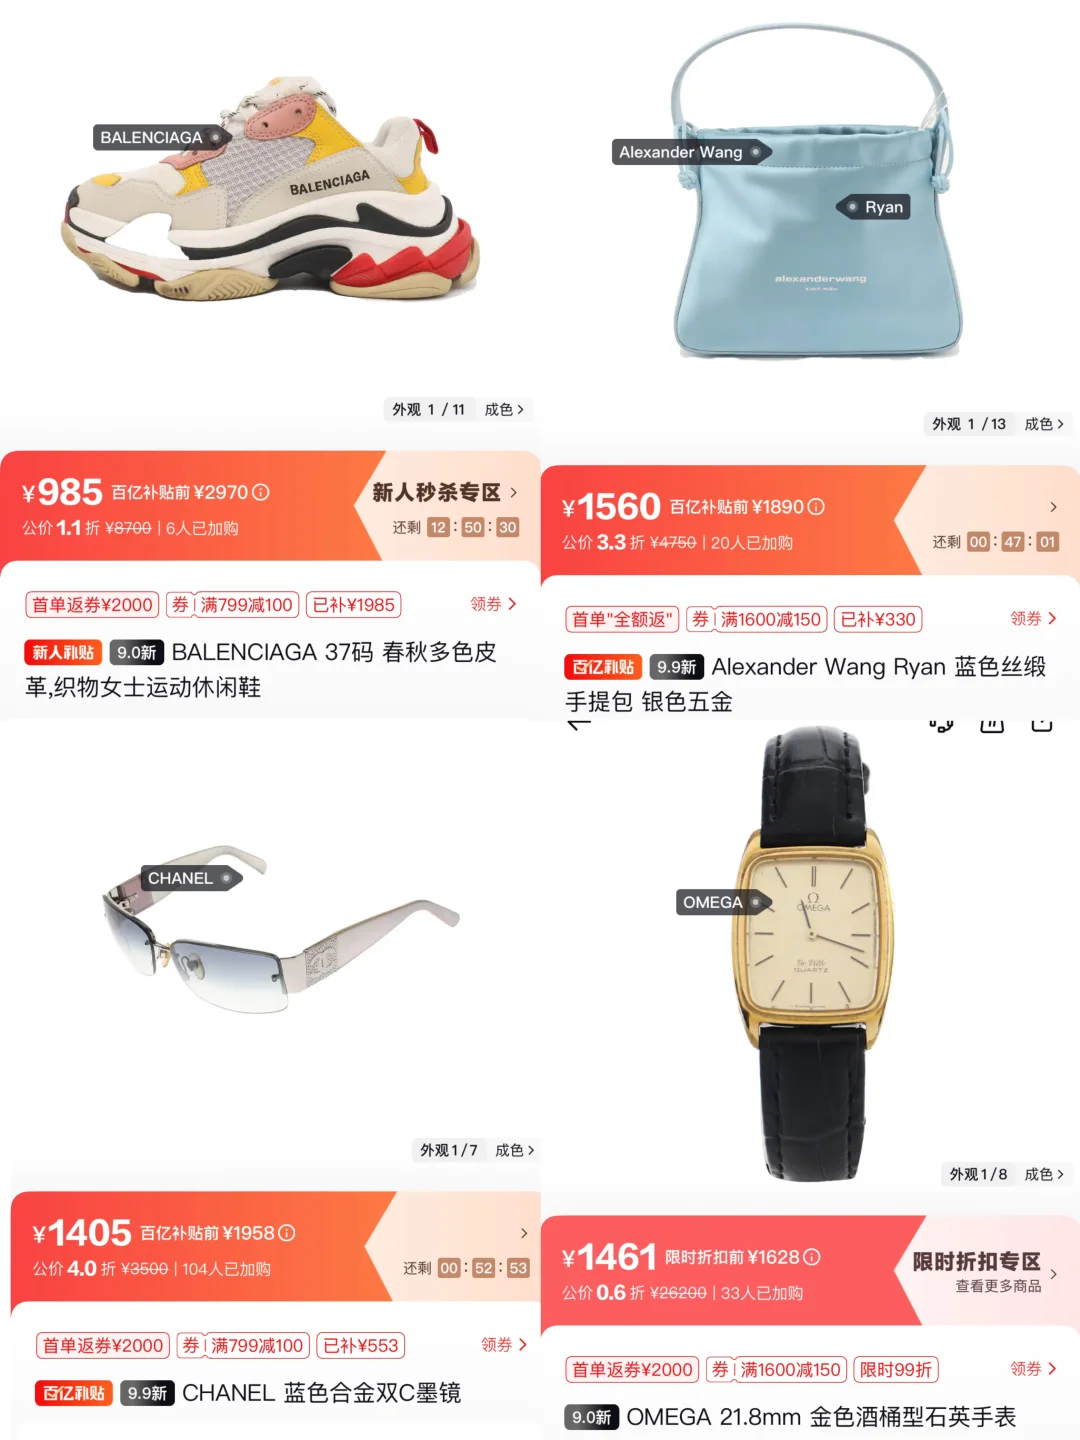 BALENCIAGA
BALENCIAGA
外观 1 / 11 成色
¥985 百亿补贴前¥2970
新人秒杀专区
公价1.1折 ¥8700 | 6人已加购
还剩 12 : 50 : 30
首单返券¥2000 券 满799减100 已补¥1985 领券
新人补贴 9.0新 BALENCIAGA 37码 春秋多色皮
革,织物女士运动休闲鞋
Alexander Wang
Ryan
alexanderwang
外观 1 /13 成色
¥1560 百亿补贴前¥1890
公价3.3折 ¥4750 | 20人已加购
还剩 00 : 47 : 01
首单"全额返" 券 满1600减150 已补¥330 领券
百亿补贴 9.9新 Alexander Wang Ryan 蓝色丝缎
手提包 银色五金
CHANEL
外观1/7 成色
¥1405 百亿补贴前¥1958
公价4.0折 ¥3500 | 104人已加购
还剩 00 : 52 : 53
首单返券¥2000 券 满799减100 已补¥553 领券
百亿补贴 9.9新 CHANEL 蓝色合金双C墨镜
OMEGA
OMEGA
De Ville
QUARTZ
外观1/8 成色
¥1461 限时折扣前¥1628
限时折扣专区
公价0.6折 ¥26200 | 33人已加购
查看更多商品
首单返券¥2000 券 满1600减150 限时99折 领券
9.0新 OMEGA 21.8mm 金色酒桶型石英手表